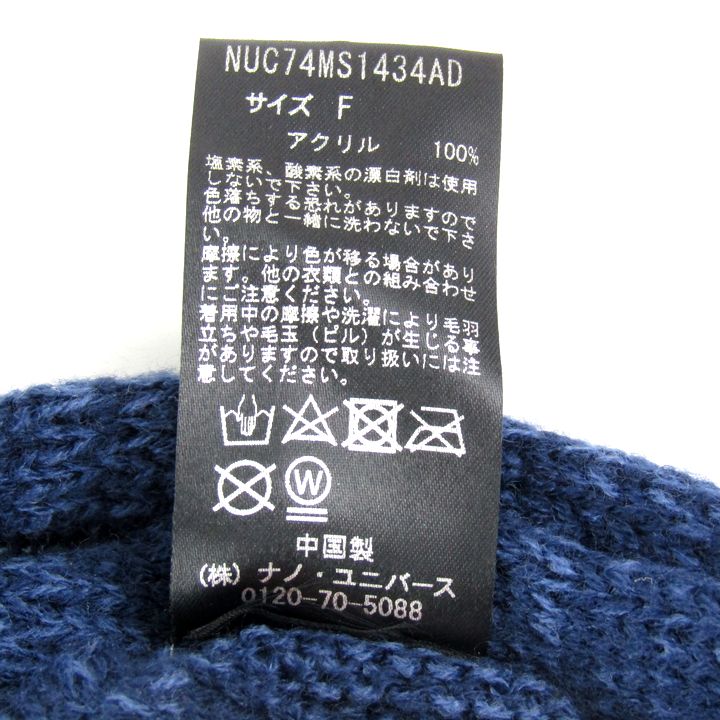 NUC74MS1434AD
サイズ F
アクリル 100%
塩素系、酸素系の漂白剤は使用
しないで下さい。
色落ちする恐れがありますので
他の物と一緒に洗わないで下さ
い。
摩擦により色が移る場合があり
ます。他の衣類との組み合わせ
にご注意ください。
着用中の摩擦や洗濯により毛羽
立ちや毛玉(ピル)が生じる事
がありますので取り扱いには注
意してください。
W
中国製
(株) ナノ・ユニバース
0120-70-5088